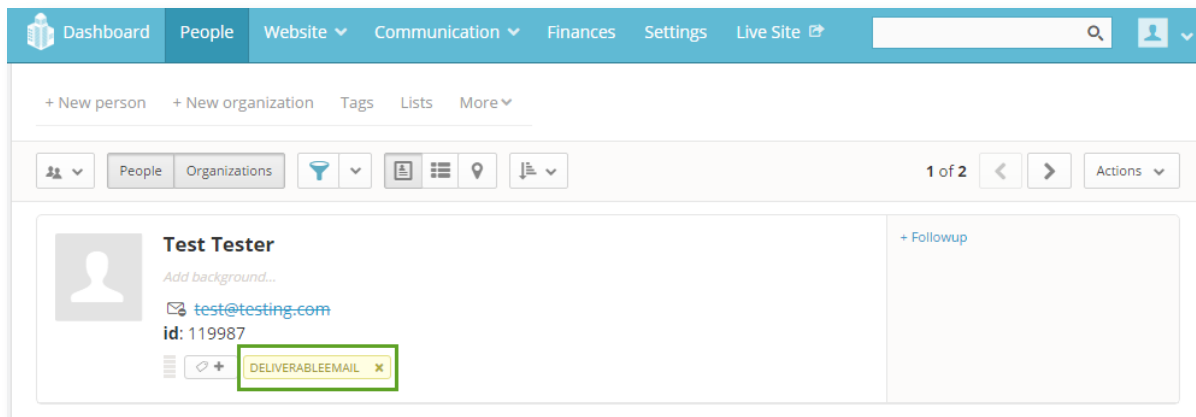 Dashboard People Website Communication Finances Settings Live Site
+ New person + New organization Tags Lists More
People Organizations 1 of 2 Actions
Test Tester
+ Followup
Add background...
test@testing.com
id: 119987
+ DELIVERABLEEMAIL ×